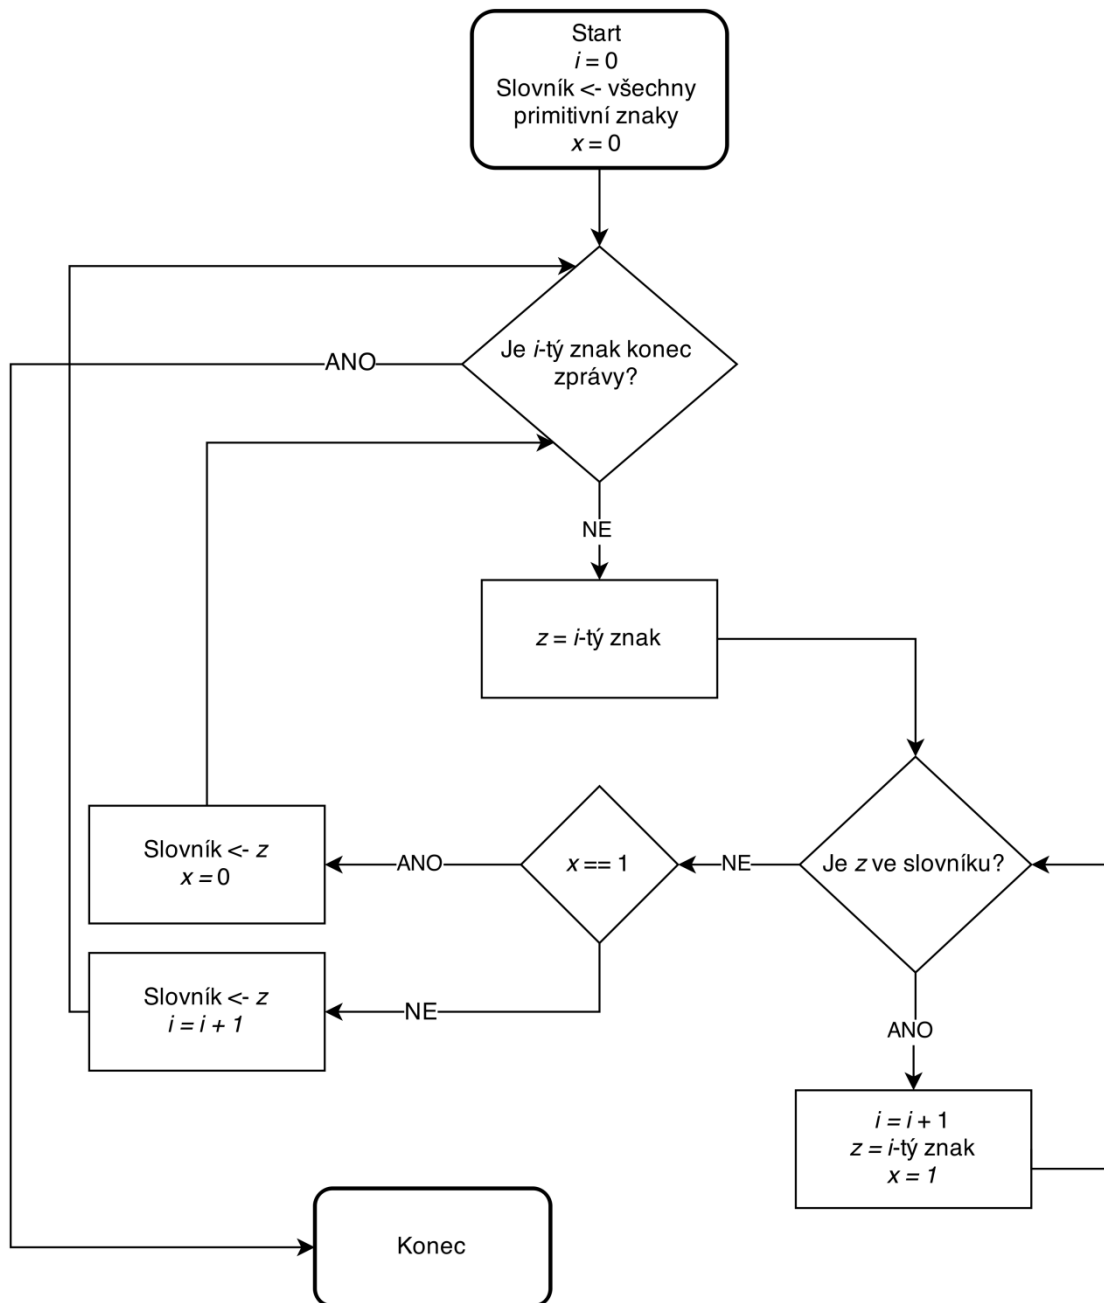 Start
i = 0
Slovník <- všechny
primitivní znaky
x = 0
Je i-tý znak konec
zprávy?
ANO
NE
z = i-tý znak
Je z ve slovníku?
NE
x == 1
ANO
Slovník <- z
x = 0
NE
Slovník <- z
i = i + 1
ANO
i = i + 1
z = i-tý znak
x = 1
Konec